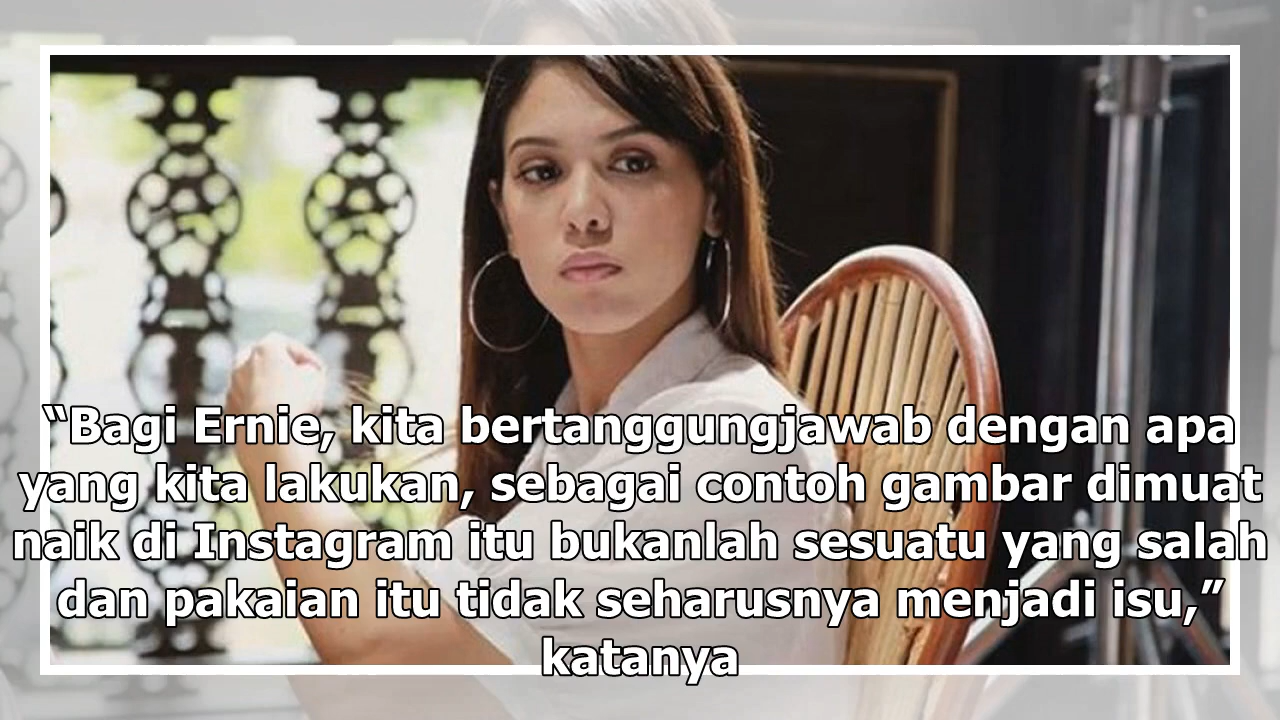 “Bagi Ernie, kita bertanggungjawab dengan apa
yang kita lakukan, sebagai contoh gambar dimuat
naik di Instagram itu bukanlah sesuatu yang salah
dan pakaian itu tidak seharusnya menjadi isu,”
katanya